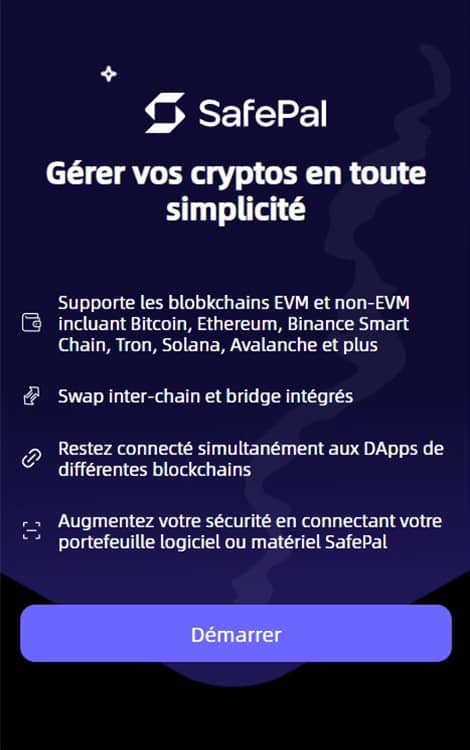 SafePal
Gérer vos cryptos en toute
simplicité
Supporte les blobkchains EVM et non-EVM
incluant Bitcoin, Ethereum, Binance Smart
Chain, Tron, Solana, Avalanche et plus
Swap inter-chain et bridge intégrés
Restez connecté simultanément aux DApps de
différentes blockchains
Augmentez votre sécurité en connectant votre
portefeuille logiciel ou matériel SafePal
Démarrer